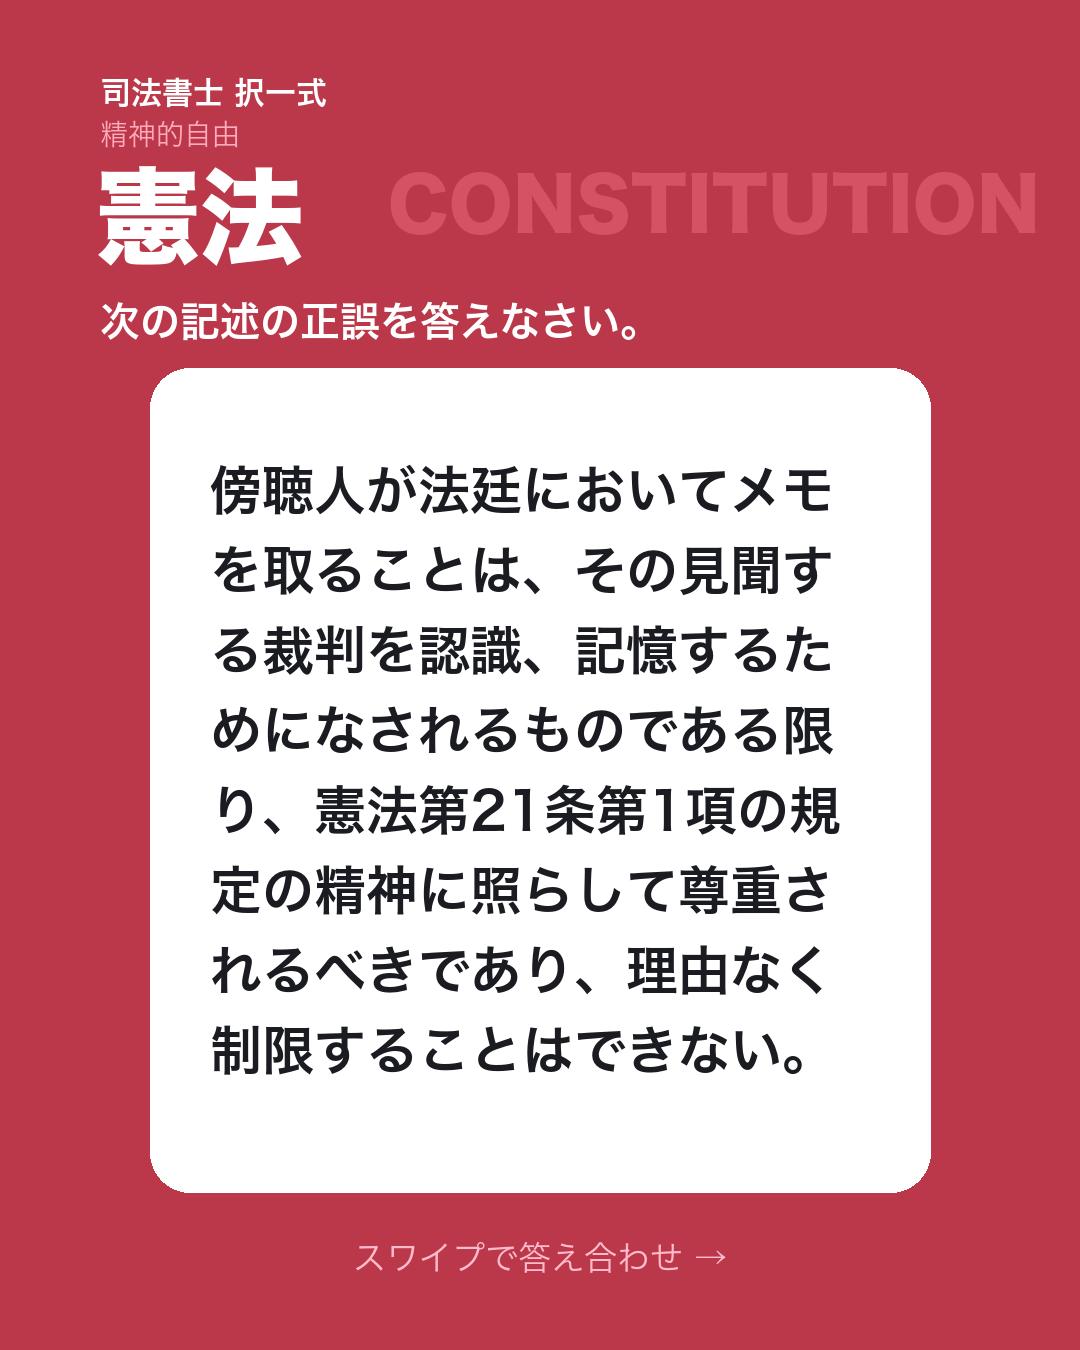 司法書士 択一式
精神的自由
憲法 CONSTITUTION
次の記述の正誤を答えなさい。
傍聴人が法廷においてメモ
を取ることは、その見聞す
る裁判を認識、記憶するた
めになされるものである限
り、憲法第21条第1項の規
定の精神に照らして尊重さ
れるべきであり、理由なく
制限することはできない。
スワイプで答え合わせ →